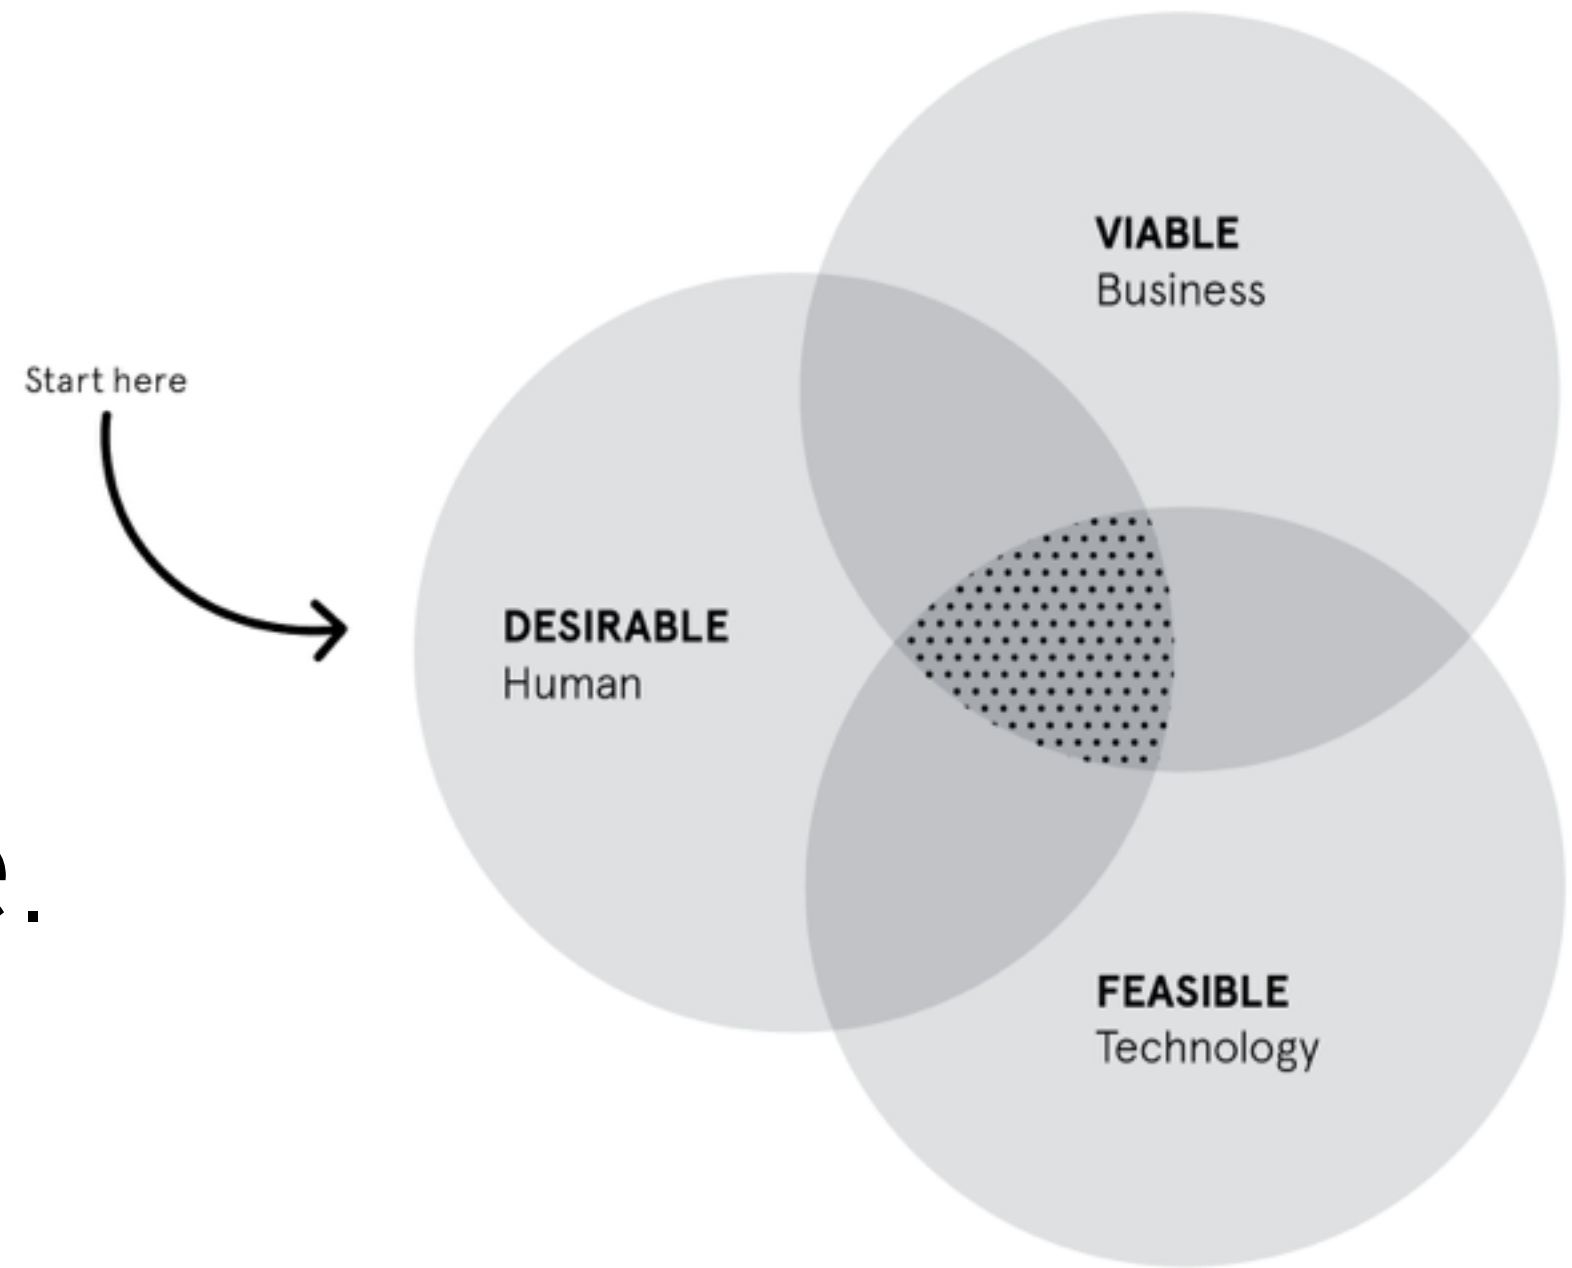 VIABLE
Business
Start here
DESIRABLE
Human
e.
FEASIBLE
Technology